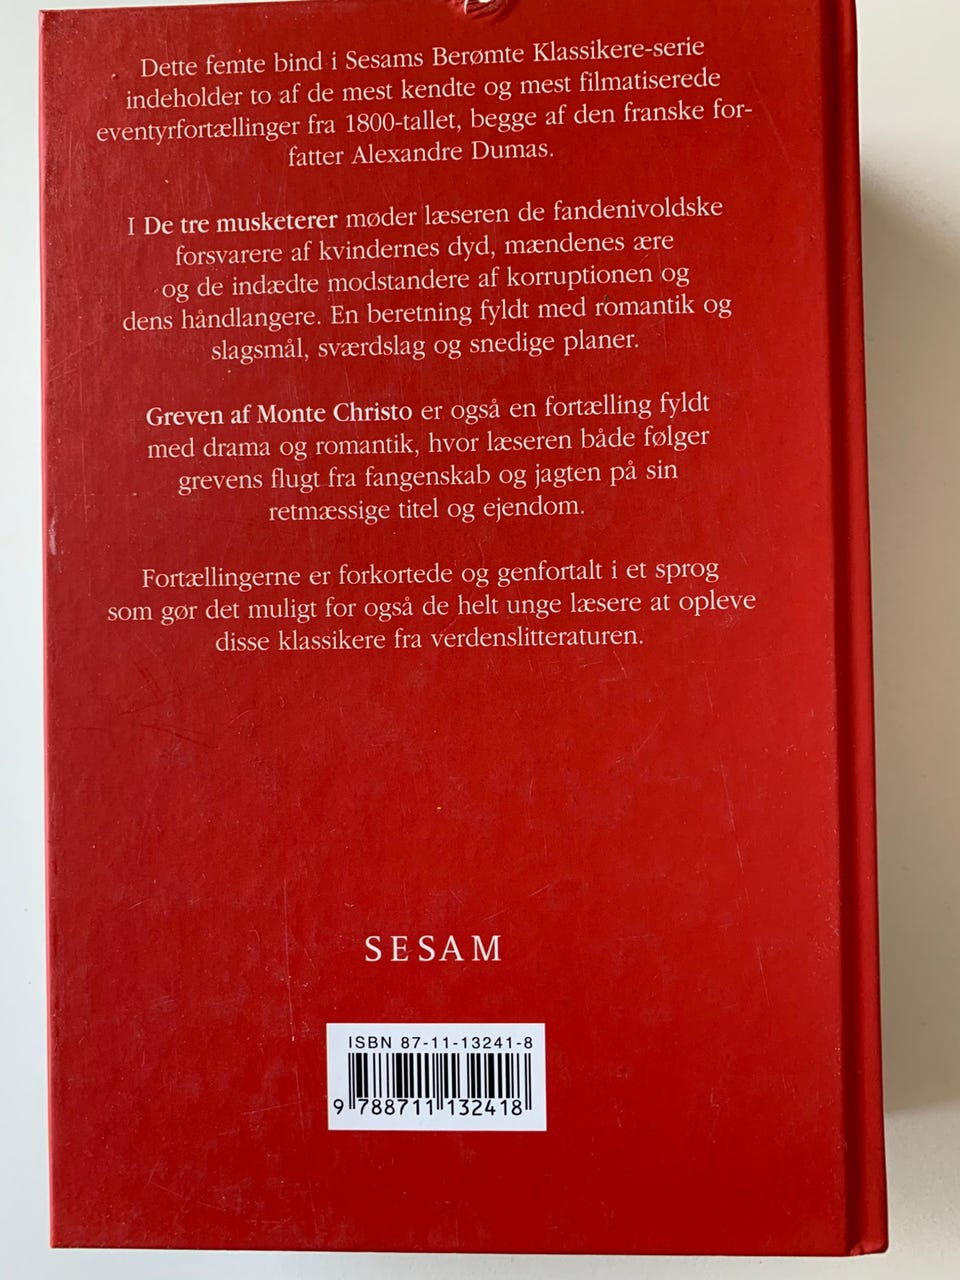 Dette femte bind i Sesams Berømte Klassikere-serie
indeholder to af de mest kendte og mest filmatiserede
eventyrfortællinger fra 1800-tallet, begge af den franske for-
fatter Alexandre Dumas.
I De tre musketerer møder læseren de fandenivoldske
forsvarere af kvindernes dyd, mændenes ære
og de indædte modstandere af korruptionen og
dens håndlangere. En beretning fyldt med romantik og
slagsmål, sværdslag og snedige planer.
Greven af Monte Christo er også en fortælling fyldt
med drama og romantik, hvor læseren både følger
grevens flugt fra fangenskab og jagten på sin
retmæssige titel og ejendom.
Fortællingerne er forkortede og genfortalt i et sprog
som gør det muligt for også de helt unge læsere at opleve
disse klassikere fra verdenslitteraturen.
SESAM
ISBN 87-11-13241-8
9 788711 132418